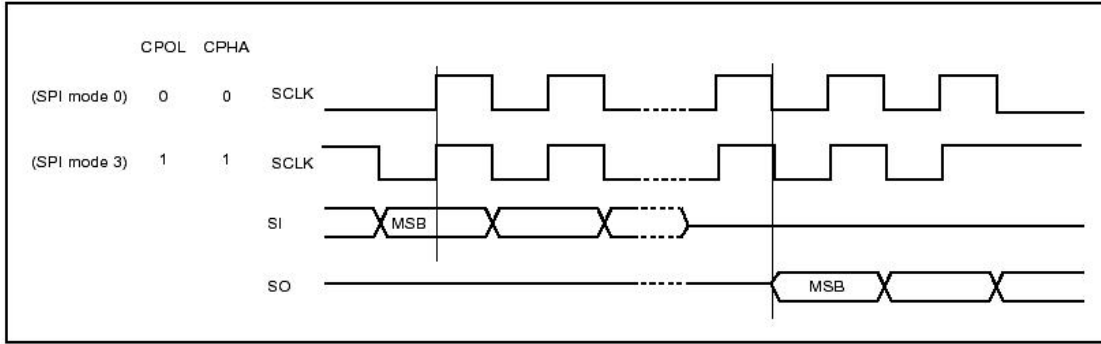 CPOL CPHA
(SPI mode 0) 0 0 SCLK
(SPI mode 3) 1 1 SCLK
SI MSB
SO MSB